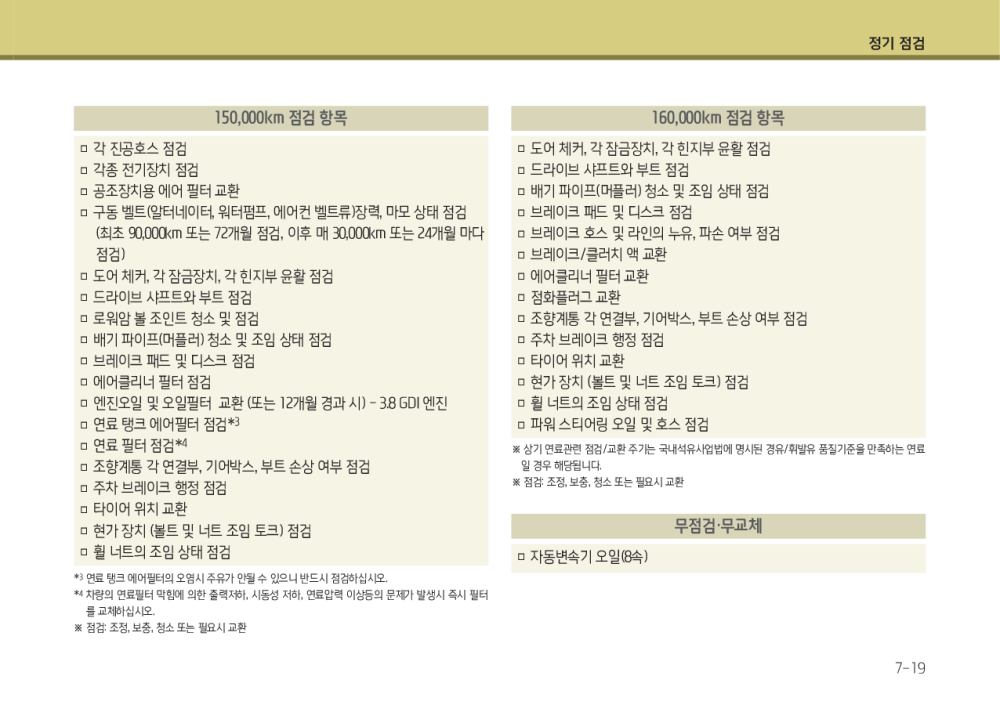 정기 점검
150,000km 점검 항목
□ 각 진공호스 점검
□ 각종 전기장치 점검
□ 공조장치용 에어 필터 교환
□ 구동 벨트(알터네이터, 워터펌프, 에어컨 벨트류)장력, 마모 상태 점검
(최초 90,000km 또는 72개월 점검, 이후 매 30,000km 또는 24개월 마다
점검)
□ 도어 체커, 각 잠금장치, 각 힌지부 윤활 점검
□ 드라이브 샤프트와 부트 점검
□ 로워암 볼 조인트 청소 및 점검
□ 배기 파이프(머플러) 청소 및 조임 상태 점검
□ 브레이크 패드 및 디스크 점검
□ 에어클리너 필터 점검
□ 엔진오일 및 오일필터 교환 (또는 12개월 경과 시) - 3.8 GDI 엔진
□ 연료 탱크 에어필터 점검*3
□ 연료 필터 점검*4
□ 조향계통 각 연결부, 기어박스, 부트 손상 여부 점검
□ 주차 브레이크 행정 점검
□ 타이어 위치 교환
□ 현가 장치 (볼트 및 너트 조임 토크) 점검
□ 휠 너트의 조임 상태 점검
*3 연료 탱크 에어필터의 오염시 주유가 안될 수 있으니 반드시 점검하십시오.
*4 차량의 연료필터 막힘에 의한 출력저하, 시동성 저하, 연료압력 이상등의 문제가 발생시 즉시 필터
를 교체하십시오.
※ 점검: 조정, 보충, 청소 또는 필요시 교환
160,000km 점검 항목
□ 도어 체커, 각 잠금장치, 각 힌지부 윤활 점검
□ 드라이브 샤프트와 부트 점검
□ 배기 파이프(머플러) 청소 및 조임 상태 점검
□ 브레이크 패드 및 디스크 점검
□ 브레이크 호스 및 라인의 누유, 파손 여부 점검
□ 브레이크/클러치 액 교환
□ 에어클리너 필터 교환
□ 점화플러그 교환
□ 조향계통 각 연결부, 기어박스, 부트 손상 여부 점검
□ 주차 브레이크 행정 점검
□ 타이어 위치 교환
□ 현가 장치 (볼트 및 너트 조임 토크) 점검
□ 휠 너트의 조임 상태 점검
□ 파워 스티어링 오일 및 호스 점검
※ 상기 연료관련 점검/교환 주기는 국내석유사업법에 명시된 경유/휘발유 품질기준을 만족하는 연료
일 경우 해당됩니다.
※ 점검: 조정, 보충, 청소 또는 필요시 교환
무점검·무교체
□ 자동변속기 오일(8속)
7-19